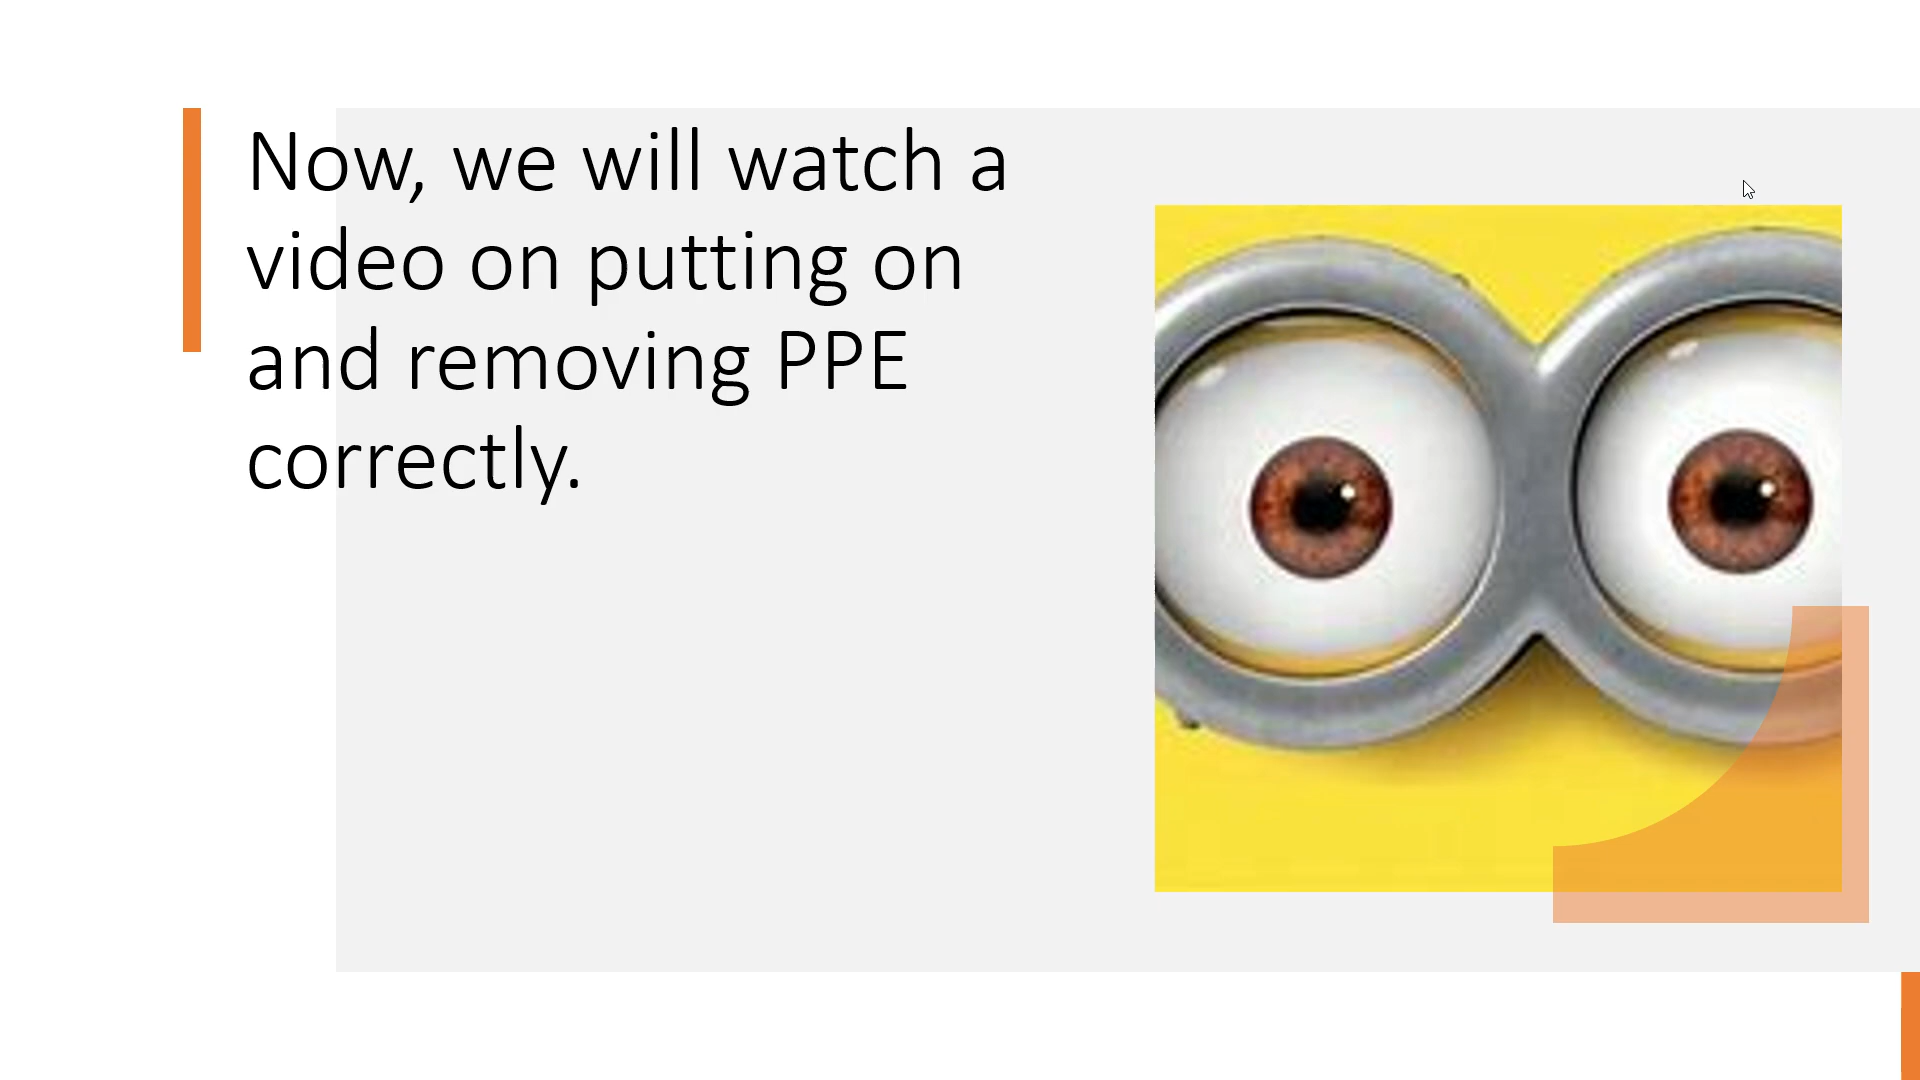 Now, we will watch a
video on putting on
and removing PPE
correctly.